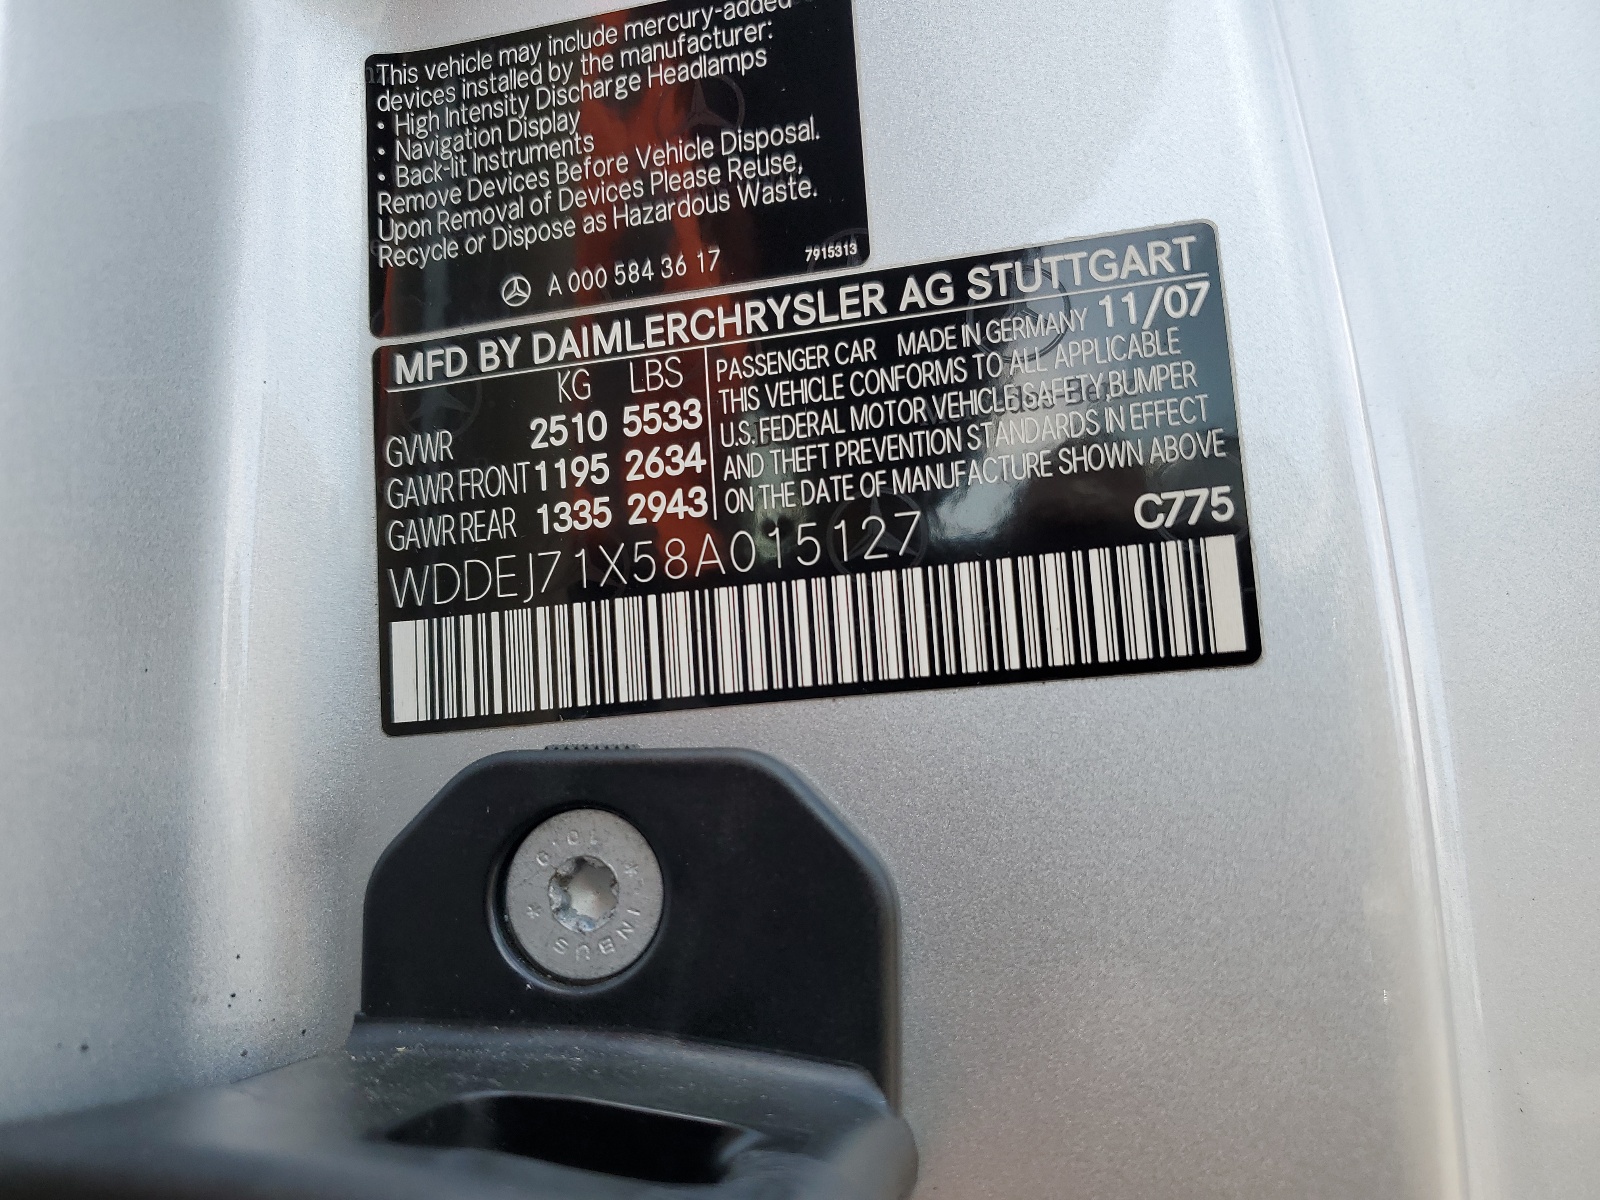 This vehicle may include mercury-added
devices installed by the manufacturer:
• High Intensity Discharge Headlamps
• Navigation Display
• Back-lit Instruments
Remove Devices Before Vehicle Disposal.
Upon Removal of Devices Please Reuse,
Recycle or Dispose as Hazardous Waste.
A 000 584 36 17
7915313
MFD BY DAIMLERCHRYSLER AG STUTTGART
KG LBS
GVWR 2510 5533
GAWR FRONT 1195 2634
GAWR REAR 1335 2943
PASSENGER CAR MADE IN GERMANY 11/07
THIS VEHICLE CONFORMS TO ALL APPLICABLE
U.S. FEDERAL MOTOR VEHICLE SAFETY, BUMPER
AND THEFT PREVENTION STANDARDS IN EFFECT
ON THE DATE OF MANUFACTURE SHOWN ABOVE
WDDEJ71X58A015127
C775
INBUS